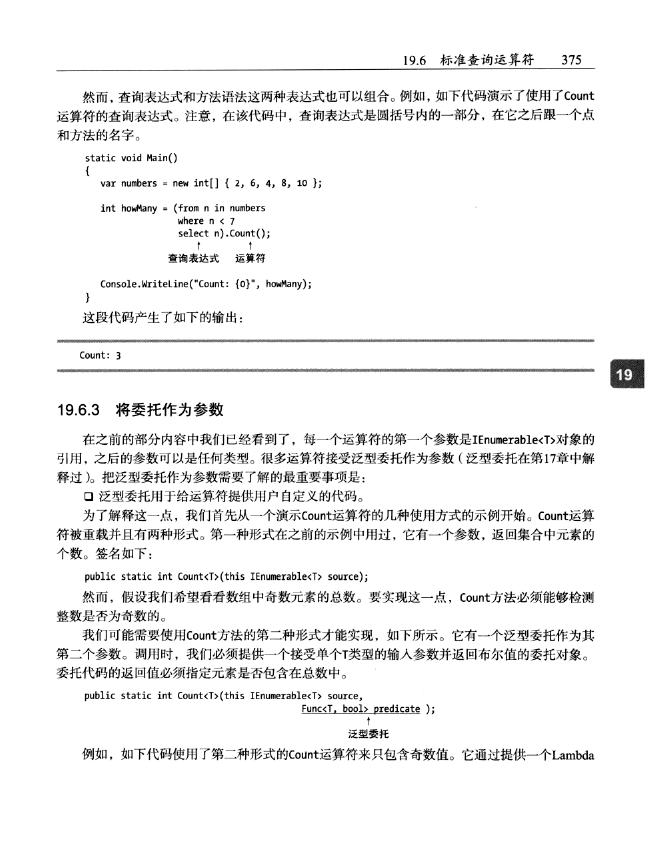 19.6 标准查询运算符 375
然而，查询表达式和方法语法这两种表达式也可以组合。例如，如下代码演示了使用了Count
运算符的查询表达式。注意，在该代码中，查询表达式是圆括号内的一部分，在它之后跟一个点
和方法的名字。
static void Main()
{
var numbers = new int[] { 2, 6, 4, 8, 10 };
int howMany = (from n in numbers
where n < 7
select n).Count();
↑ ↑
查询表达式 运算符
Console.WriteLine("Count: {0}", howMany);
}
这段代码产生了如下的输出：
Count: 3
19
19.6.3 将委托作为参数
在之前的部分内容中我们已经看到了，每一个运算符的第一个参数是IEnumerable<T>对象的
引用，之后的参数可以是任何类型。很多运算符接受泛型委托作为参数（泛型委托在第17章中解
释过）。把泛型委托作为参数需要了解的最重要事项是：
❑ 泛型委托用于给运算符提供用户自定义的代码。
为了解释这一点，我们首先从一个演示Count运算符的几种使用方式的示例开始。Count运算
符被重载并且有两种形式。第一种形式在之前的示例中用过，它有一个参数，返回集合中元素的
个数。签名如下：
public static int Count<T>(this IEnumerable<T> source);
然而，假设我们希望看看数组中奇数元素的总数。要实现这一点，Count方法必须能够检测
整数是否为奇数的。
我们可能需要使用Count方法的第二种形式才能实现，如下所示。它有一个泛型委托作为其
第二个参数。调用时，我们必须提供一个接受单个T类型的输入参数并返回布尔值的委托对象。
委托代码的返回值必须指定元素是否包含在总数中。
public static int Count<T>(this IEnumerable<T> source,
Func<T, bool> predicate );
↑
泛型委托
例如，如下代码使用了第二种形式的Count运算符来只包含奇数值。它通过提供一个Lambda